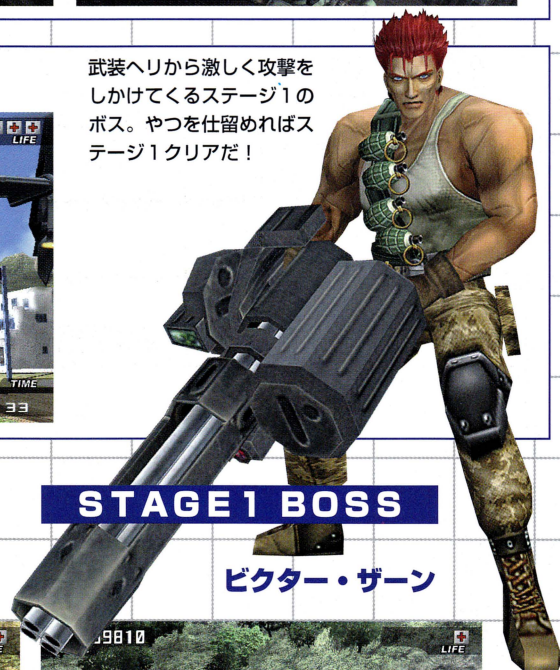 武装ヘリから激しく攻撃を
しかけてくるステージ1の
ボス。やつを仕留めればス
テージ1クリアだ!
LIFE
TIME
33
STAGE1 BOSS
ビクター・ザーン
9810
LIFE